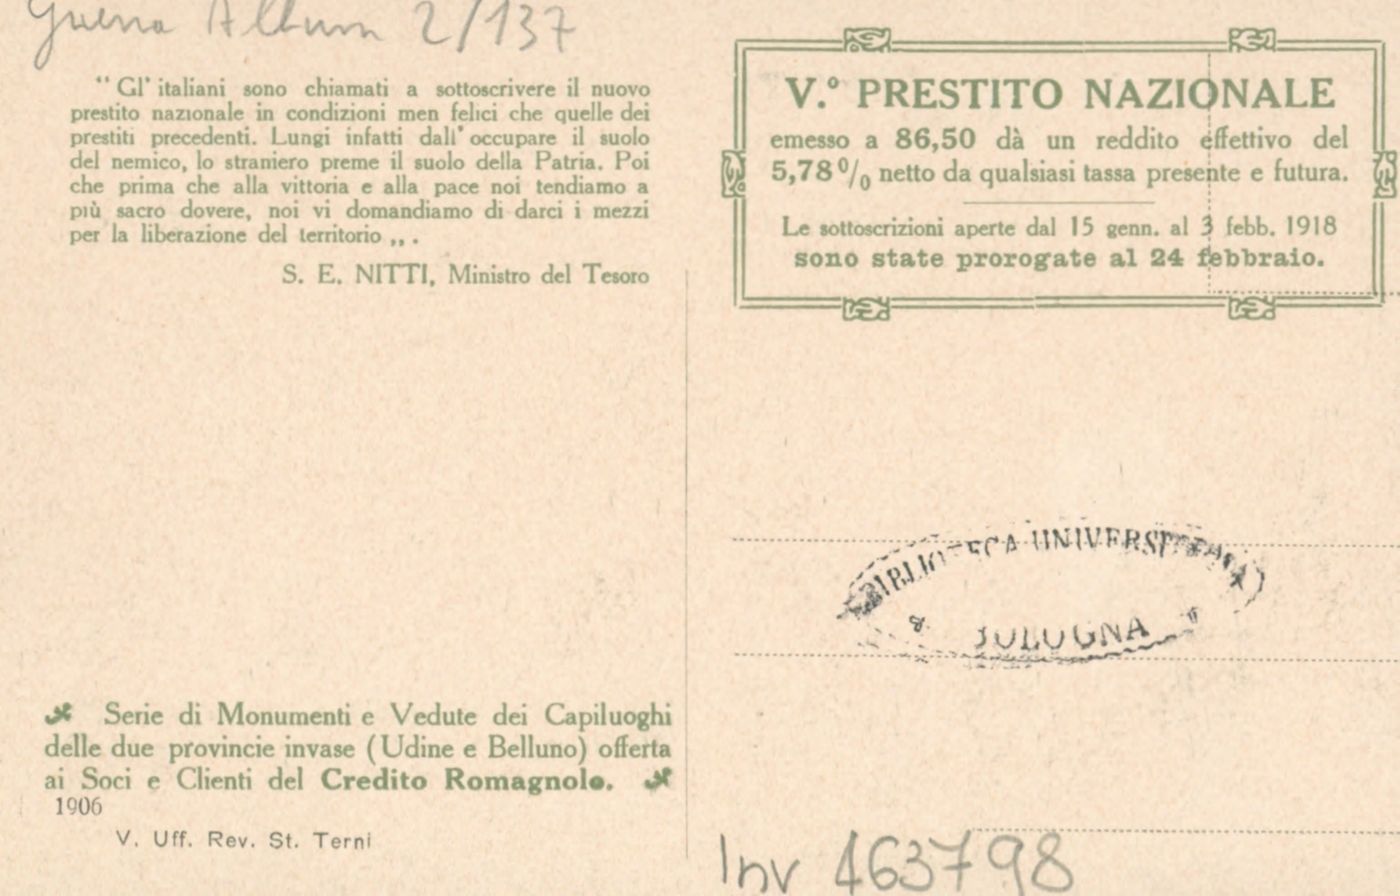 Guerra Album 2/137
“ Gl' italiani sono chiamati a sottoscrivere il nuovo
prestito nazionale in condizioni men felici che quelle dei
prestiti precedenti. Lungi infatti dall' occupare il suolo
del nemico, lo straniero preme il suolo della Patria. Poi
che prima che alla vittoria e alla pace noi tendiamo a
più sacro dovere, noi vi domandiamo di darci i mezzi
per la liberazione del territorio „ .
S. E. NITTI, Ministro del Tesoro
V.º PRESTITO NAZIONALE
emesso a 86,50 dà un reddito effettivo del
5,78 % netto da qualsiasi tassa presente e futura.
Le sottoscrizioni aperte dal 15 genn. al 3 febb. 1918
sono state prorogate al 24 febbraio.
BIBLIOTECA UNIVERSITARIA
BOLOGNA
Serie di Monumenti e Vedute dei Capiluoghi
delle due provincie invase (Udine e Belluno) offerta
ai Soci e Clienti del Credito Romagnolo.
1906
V. Uff. Rev. St. Terni
Inv 463798